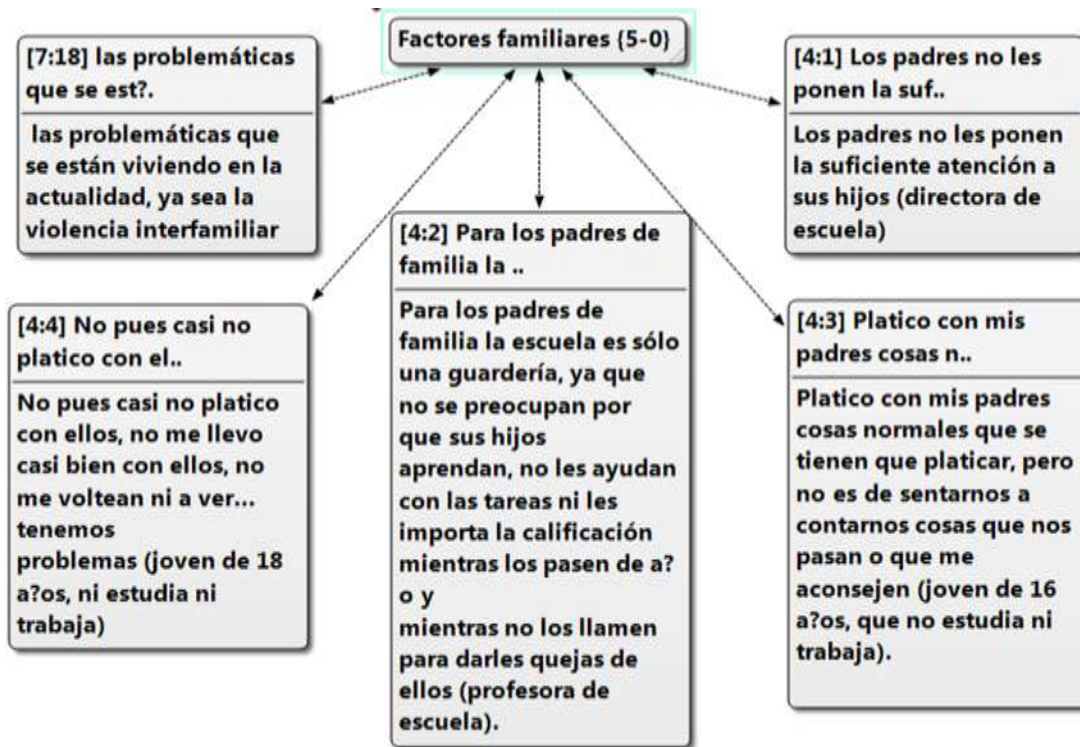 Factores familiares {5-0}
[7:18] las problemáticas
que se est?.
las problemáticas que
se están viviendo en la
actualidad, ya sea la
violencia interfamiliar
[4:1] Los padres no les
ponen la suf..
Los padres no les ponen
la suficiente atención a
sus hijos (directora de
escuela)
[4:4] No pues casi no
platico con el..
No pues casi no platico
con ellos, no me llevo
casi bien con ellos, no
me voltean ni a ver...
tenemos
problemas (joven de 18
a?os, ni estudia ni
trabaja)
[4:2] Para los padres de
familia la ..
Para los padres de
familia la escuela es sólo
una guardería, ya que
no se preocupan por
que sus hijos
aprendan, no les ayudan
con las tareas ni les
importa la calificación
mientras los pasen de a?
o y
mientras no los llamen
para darles quejas de
ellos (profesora de
escuela).
[4:3] Platico con mis
padres cosas n..
Platico con mis padres
cosas normales que se
tienen que platicar, pero
no es de sentarnos a
contarnos cosas que nos
pasan o que me
aconsejen (joven de 16
a?os, que no estudia ni
trabaja).